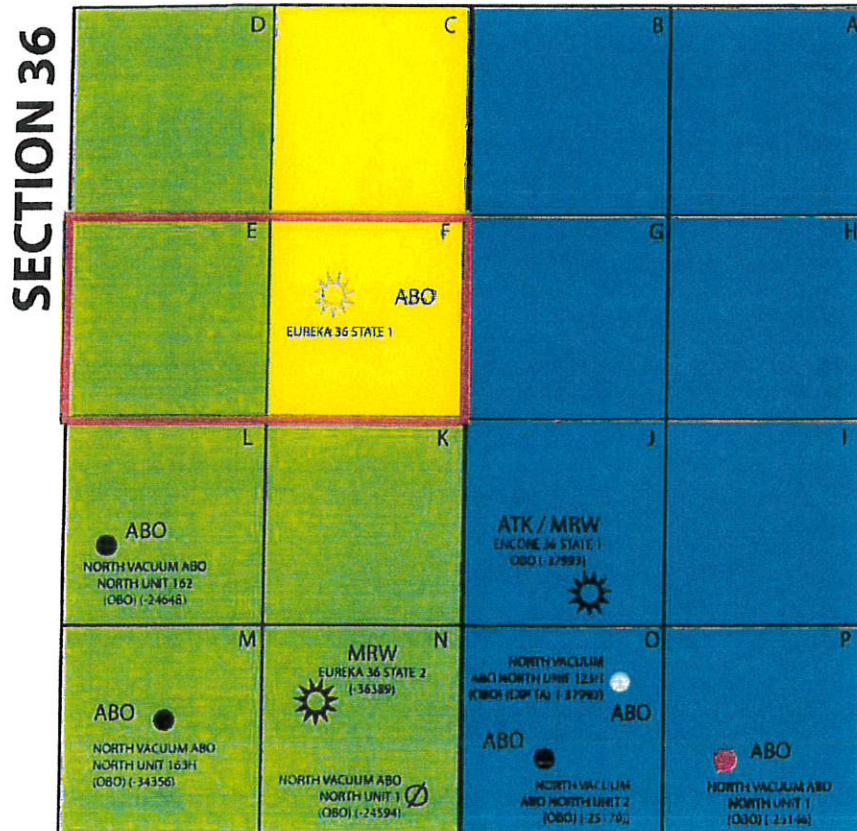 SECTION 36
D
C
B
A
E
F
G
H
ABO
EUREKA 36 STATE 1
L
K
J
I
ABO
NORTH VACUUM ABO
NORTH UNIT 162
(OBO) (-24648)
ATK / MRW
ENCORE 36 STATE 1
OBO (-37993)
M
N
O
P
ABO
NORTH VACUUM ABO
NORTH UNIT 163H
(OBO) (-34356)
MRW
EUREKA 36 STATE 2
(-36389)
NORTH VACUUM ABO
NORTH UNIT 1
(OBO) (-24594)
NORTH VACUUM
ABO NORTH UNIT
ABO
ABO
NORTH VACUUM
ABO NORTH UNIT 2
ABO
NORTH VACUUM ABO
NORTH UNIT 1